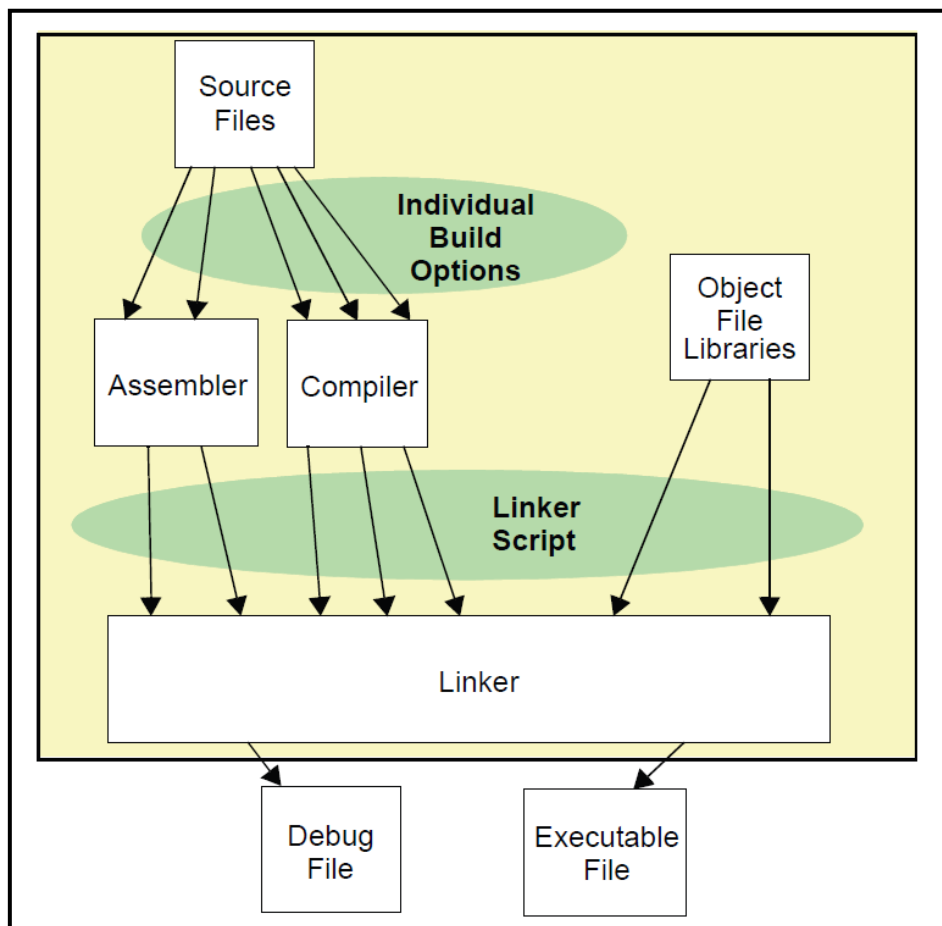 Source
Files
Individual
Build
Options
Object
File
Libraries
Assembler
Compiler
Linker
Script
Linker
Debug
File
Executable
File